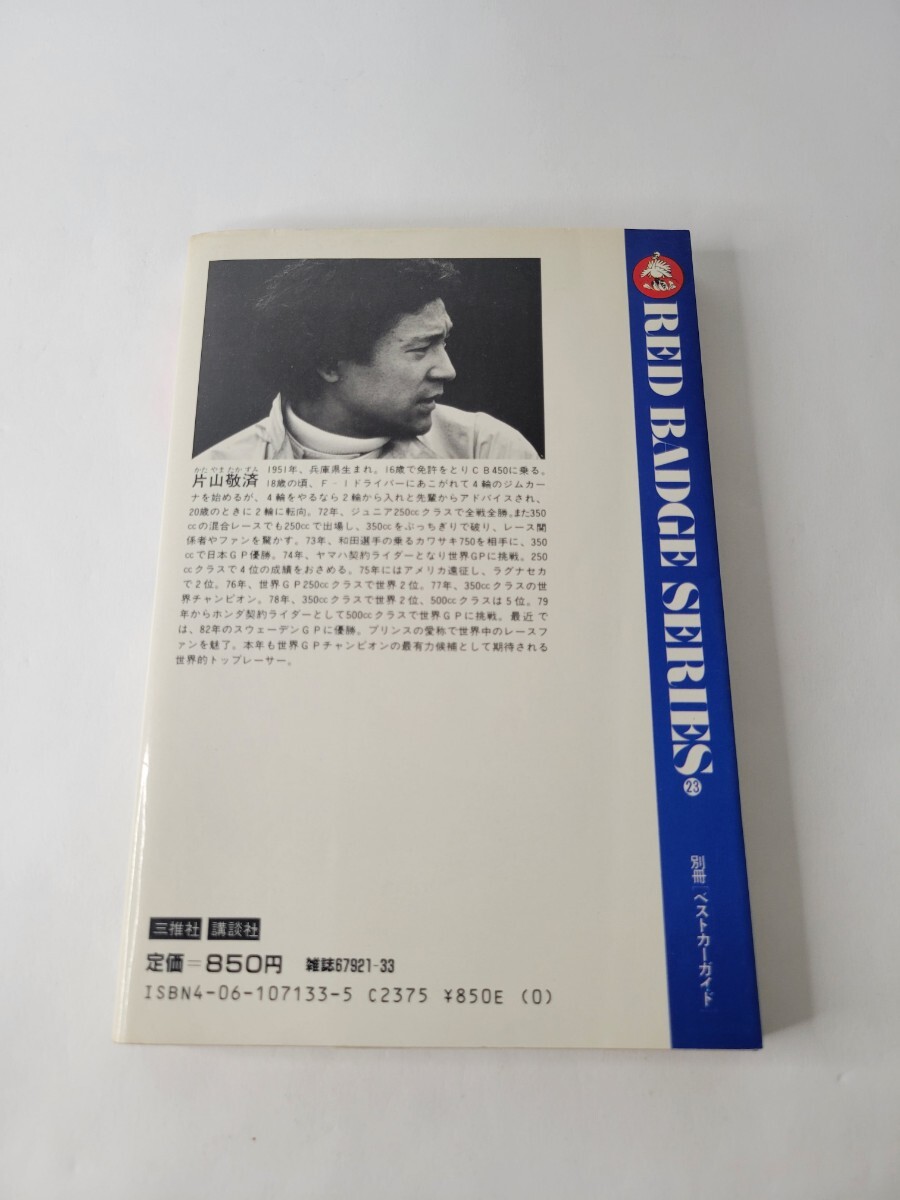 かたやまたかずみ
片山敬済
1951年、兵庫県生まれ。16歳で免許をとりＣＢ450に乗る。
18歳の頃、Ｆ-Ⅰドライバーにあこがれて４輪のジムカー
ナを始めるが、４輪をやるなら２輪から入れと先輩からアドバイスされ、
20歳のときに２輪に転向。72年、ジュニア250ccクラスで全戦全勝。また350
ccの混合レースでも250ccで出場し、350ccをぶっちぎりで破り、レース関
係者やファンを驚かす。73年、和田選手の乗るカワサキ750を相手に、350
ccで日本ＧＰ優勝。74年、ヤマハ契約ライダーとなり世界GPに挑戦。250
ccクラスで４位の成績をおさめる。75年にはアメリカ遠征し、ラグナセカ
で２位。76年、世界ＧＰ250ccクラスで世界２位。77年、350ccクラスの世
界チャンピオン。78年、350ccクラスで世界２位、500ccクラスは５位。79
年からホンダ契約ライダーとして500ccクラスで世界GPに挑戦。最近で
は、82年のスウェーデンＧＰに優勝。プリンスの愛称で世界中のレースフ
ァンを魅了。本年も世界ＧＰチャンピオンの最有力候補として期待される
世界的トップレーサー。
三推社 講談社
定価＝850円 雑誌67921-33
ISBN4-06-107133-5 C2375 ¥850E (0)
RED BADGE SERIES 23
別冊［ベストカーガイド］